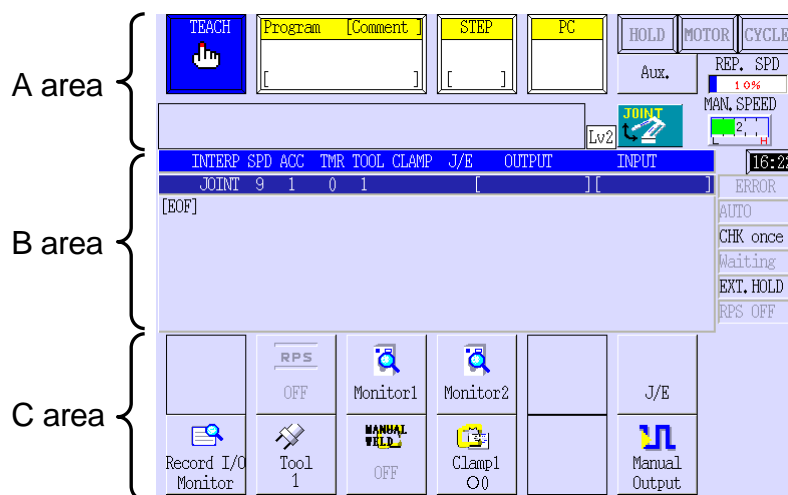 TEACH
Program [Comment ]
STEP
PC
HOLD
MOTOR
CYCLE
[ ]
[ ]
Aux.
REP. SPD
10%
A area
MAN.SPEED
2
L H
JOINT
Lv2
INTERP SPD ACC TMR TOOL CLAMP J/E OUTPUT INPUT
16:22
JOINT 9 1 0 1 [ ][ ]
ERROR
[EOF]
AUTO
B area
CHK once
Waiting
EXT.HOLD
RPS OFF
RPS
OFF
Monitor1
Monitor2
J/E
C area
Record I/O
Monitor
Tool
1
MANUAL
WELD
OFF
Clamp1
O()
Manual
Output